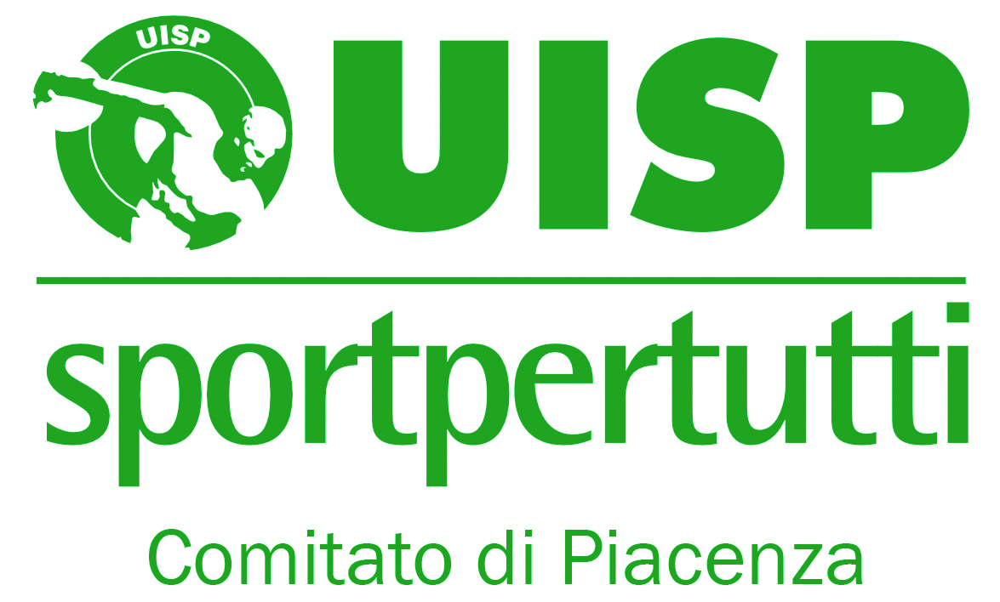 UISP
UISP
sportpertutti
Comitato di Piacenza